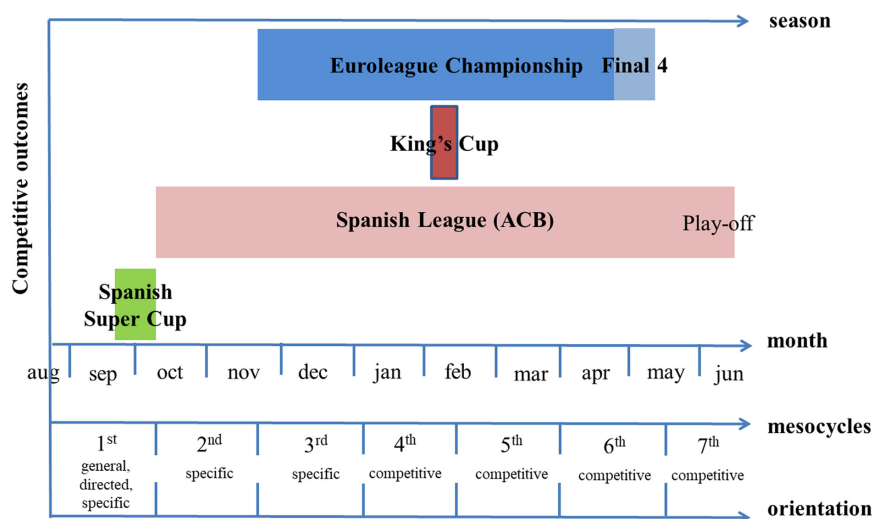 season
Competitive outcomes
Euroleague Championship Final 4
King's Cup
Spanish League (ACB) Play-off
Spanish
Super Cup
month
aug sep oct nov dec jan feb mar apr may jun
mesocycles
1st 2nd 3rd 4th 5th 6th 7th
general, specific specific competitive competitive competitive competitive
directed,
specific
orientation